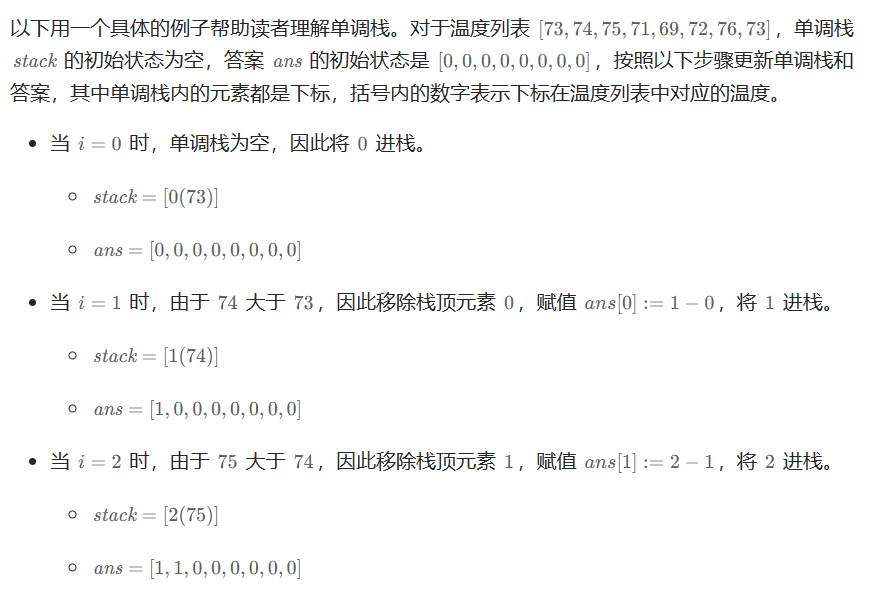 以下用一个具体的例子帮助读者理解单调栈。对于温度列表 [73,74,75,71,69,72,76,73]，单调栈
stack 的初始状态为空，答案 ans 的初始状态是 [0,0,0,0,0,0,0,0]，按照以下步骤更新单调栈和
答案，其中单调栈内的元素都是下标，括号内的数字表示下标在温度列表中对应的温度。
• 当 i = 0 时，单调栈为空，因此将 0 进栈。
◦ stack = [0(73)]
◦ ans = [0,0,0,0,0,0,0,0]
• 当 i = 1 时，由于 74 大于 73，因此移除栈顶元素 0，赋值 ans[0] := 1 − 0，将 1 进栈。
◦ stack = [1(74)]
◦ ans = [1,0,0,0,0,0,0,0]
• 当 i = 2 时，由于 75 大于 74，因此移除栈顶元素 1，赋值 ans[1] := 2 − 1，将 2 进栈。
◦ stack = [2(75)]
◦ ans = [1,1,0,0,0,0,0,0]